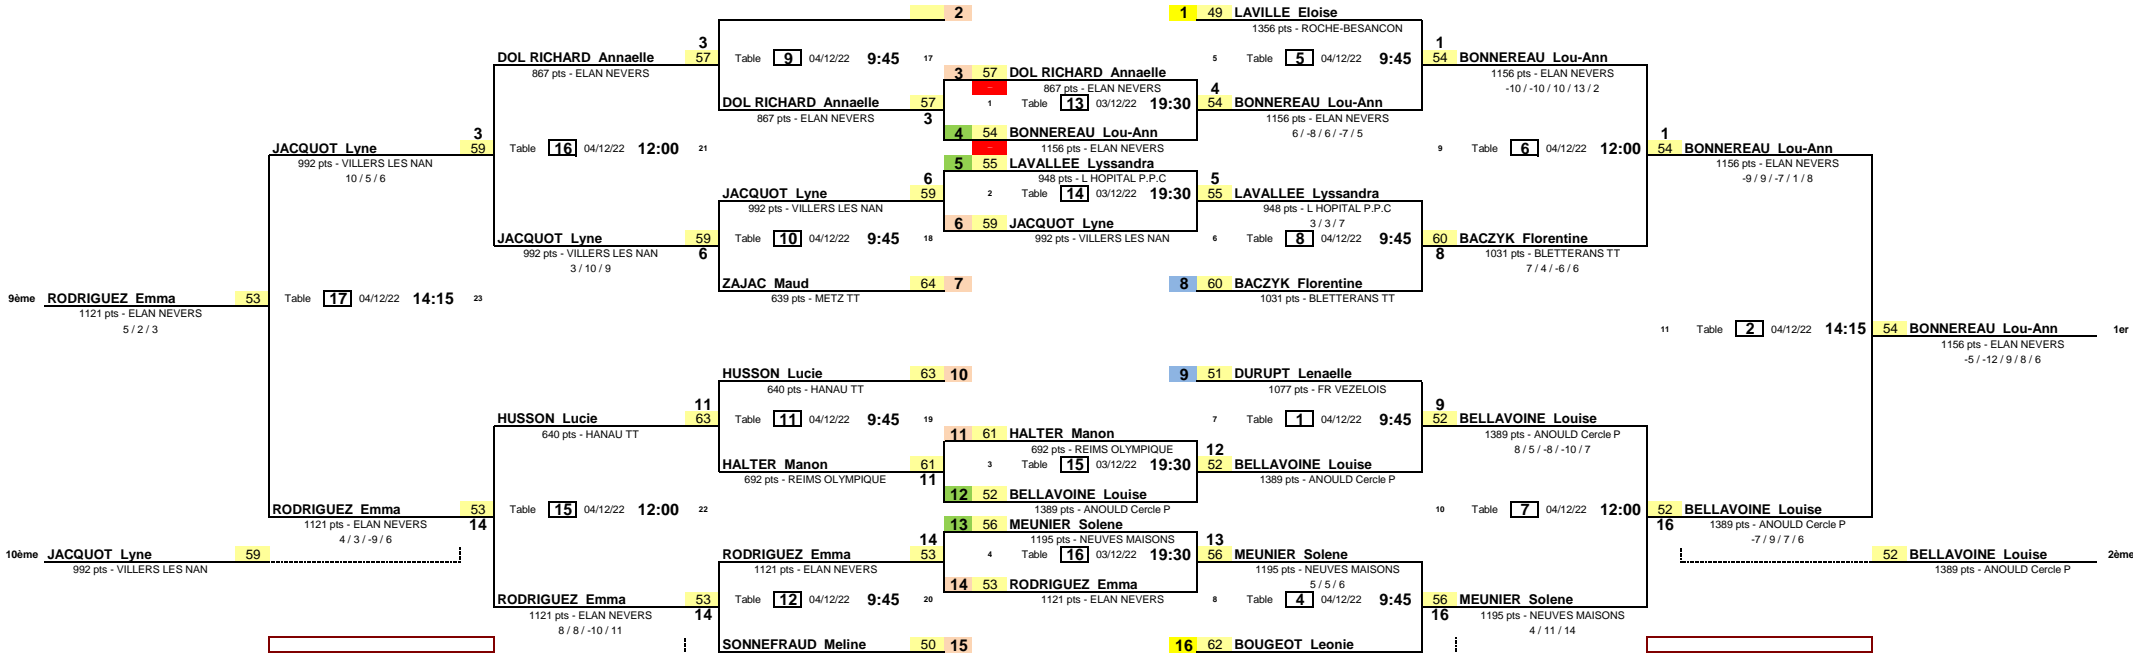 2 1 49 LAVILLE Eloise
1356 pts - ROCHE-BESANCON
3 1
DOL RICHARD Annaelle 57 Table 9 04/12/22 9:45 17 5 Table 5 04/12/22 9:45 54 BONNEREAU Lou-Ann
867 pts - ELAN NEVERS 3 57 DOL RICHARD Annaelle 1156 pts - ELAN NEVERS
867 pts - ELAN NEVERS 4 -10 / -10 / 10 / 13 / 2
DOL RICHARD Annaelle 57 1 Table 13 03/12/22 19:30 54 BONNEREAU Lou-Ann
867 pts - ELAN NEVERS 3 1156 pts - ELAN NEVERS
3 4 54 BONNEREAU Lou-Ann 6 / -8 / 6 / -7 / 5 1
JACQUOT Lyne 59 Table 16 04/12/22 12:00 21 1156 pts - ELAN NEVERS 9 Table 6 04/12/22 12:00 54 BONNEREAU Lou-Ann
992 pts - VILLERS LES NAN 5 55 LAVALLEE Lyssandra 1156 pts - ELAN NEVERS
10 / 5 / 6 6 948 pts - L HOPITAL P.P.C 5 -9 / 9 / -7 / 1 / 8
JACQUOT Lyne 59 2 Table 14 03/12/22 19:30 55 LAVALLEE Lyssandra
992 pts - VILLERS LES NAN 948 pts - L HOPITAL P.P.C
6 59 JACQUOT Lyne 3 / 3 / 7
JACQUOT Lyne 59 Table 10 04/12/22 9:45 18 992 pts - VILLERS LES NAN 6 Table 8 04/12/22 9:45 60 BACZYK Florentine
992 pts - VILLERS LES NAN 6 8 1031 pts - BLETTERANS TT
3 / 10 / 9 7 / 4 / -6 / 6
ZAJAC Maud 64 7 8 60 BACZYK Florentine
9ème RODRIGUEZ Emma 53 Table 17 04/12/22 14:15 23 639 pts - METZ TT 1031 pts - BLETTERANS TT
1121 pts - ELAN NEVERS
5 / 2 / 3 11 Table 2 04/12/22 14:15 54 BONNEREAU Lou-Ann 1er
1156 pts - ELAN NEVERS
-5 / -12 / 9 / 8 / 6
HUSSON Lucie 63 10 9 51 DURUPT Lenaelle
640 pts - HANAU TT 1077 pts - FR VEZELOIS
11 9
HUSSON Lucie 63 Table 11 04/12/22 9:45 19 7 Table 1 04/12/22 9:45 52 BELLAVOINE Louise
640 pts - HANAU TT 11 61 HALTER Manon 1389 pts - ANOULD Cercle P
692 pts - REIMS OLYMPIQUE 12 8 / 5 / -8 / -10 / 7
HALTER Manon 61 3 Table 15 03/12/22 19:30 52 BELLAVOINE Louise
692 pts - REIMS OLYMPIQUE 11 1389 pts - ANOULD Cercle P
12 52 BELLAVOINE Louise
RODRIGUEZ Emma 53 Table 15 04/12/22 12:00 22 1389 pts - ANOULD Cercle P 10 Table 7 04/12/22 12:00 52 BELLAVOINE Louise
1121 pts - ELAN NEVERS 14 13 56 MEUNIER Solene 16 1389 pts - ANOULD Cercle P
4 / 3 / -9 / 6 14 1195 pts - NEUVES MAISONS 13 -7 / 9 / 7 / 6
10ème JACQUOT Lyne 59 RODRIGUEZ Emma 53 4 Table 16 03/12/22 19:30 56 MEUNIER Solene 52 BELLAVOINE Louise 2ème
992 pts - VILLERS LES NAN 1121 pts - ELAN NEVERS 1195 pts - NEUVES MAISONS 1389 pts - ANOULD Cercle P
14 53 RODRIGUEZ Emma 5 / 5 / 6
RODRIGUEZ Emma 53 Table 12 04/12/22 9:45 20 1121 pts - ELAN NEVERS 8 Table 4 04/12/22 9:45 56 MEUNIER Solene
1121 pts - ELAN NEVERS 14 16 1195 pts - NEUVES MAISONS
8 / 8 / -10 / 11 4 / 11 / 14
SONNEFRAUD Meline 50 15 16 62 BOUGEOT Leonie